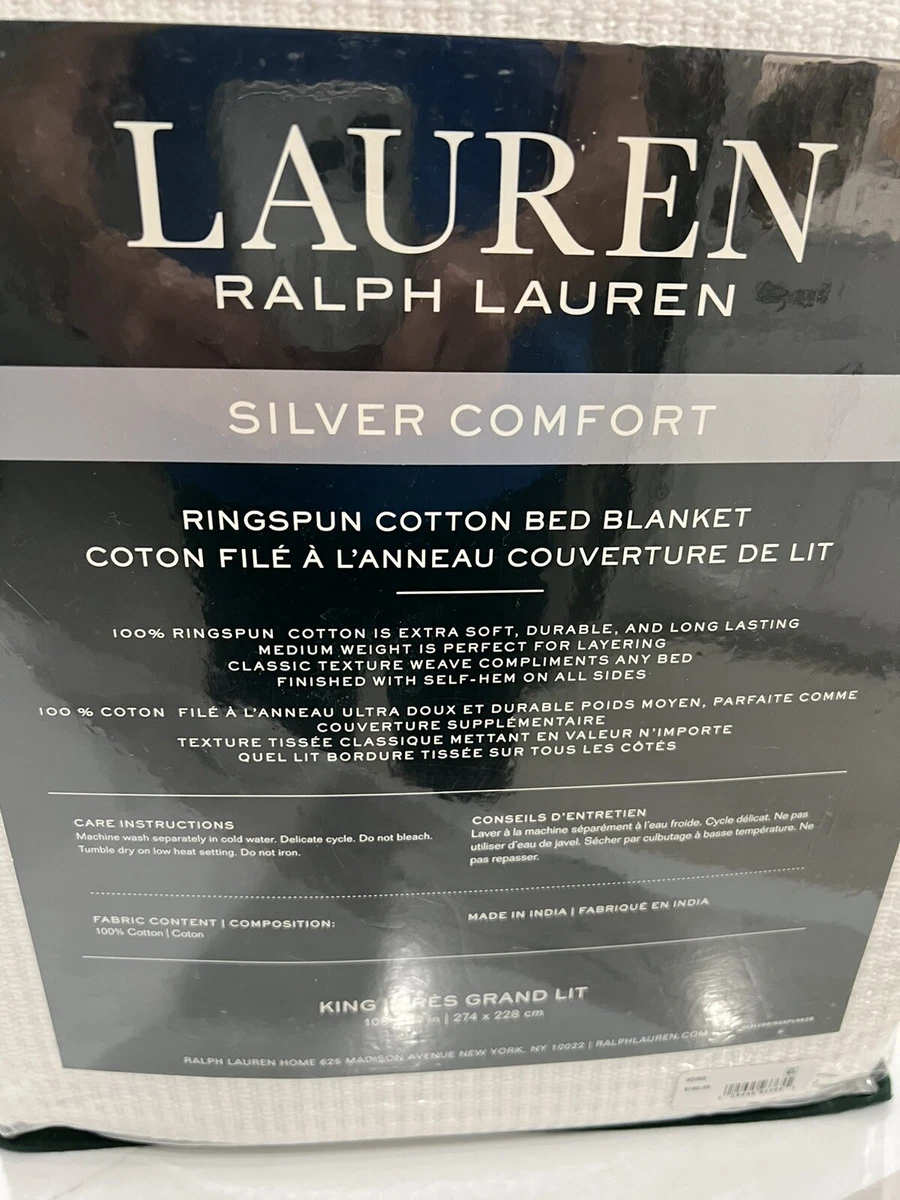 LAUREN
RALPH LAUREN
SILVER COMFORT
RINGSPUN COTTON BED BLANKET
COTON FILÉ À L'ANNEAU COUVERTURE DE LIT
100% RINGSPUN COTTON IS EXTRA SOFT, DURABLE, AND LONG LASTING
MEDIUM WEIGHT IS PERFECT FOR LAYERING
CLASSIC TEXTURE WEAVE COMPLIMENTS ANY BED
FINISHED WITH SELF-HEM ON ALL SIDES
100 % COTON FILÉ À L'ANNEAU ULTRA DOUX ET DURABLE POIDS MOYEN, PARFAITE COMME
COUVERTURE SUPPLÉMENTAIRE
TEXTURE TISSÉE CLASSIQUE METTANT EN VALEUR N'IMPORTE
QUEL LIT BORDURE TISSÉE SUR TOUS LES CÔTÉS
CARE INSTRUCTIONS
Machine wash separately in cold water. Delicate cycle. Do not bleach.
Tumble dry on low heat setting. Do not iron.
CONSEILS D'ENTRETIEN
Laver à la machine séparément à l'eau froide. Cycle délicat. Ne pas
utiliser d'eau de javel. Sécher par culbutage à basse température. Ne
pas repasser.
FABRIC CONTENT | COMPOSITION:
100% Cotton | Coton
MADE IN INDIA | FABRIQUÉ EN INDIA
KING | GRAND LIT
in | 274 x 228 cm
RALPH LAUREN HOME 625 MADISON AVENUE NEW YORK, NY 10022 | RALPHLAUREN.COM